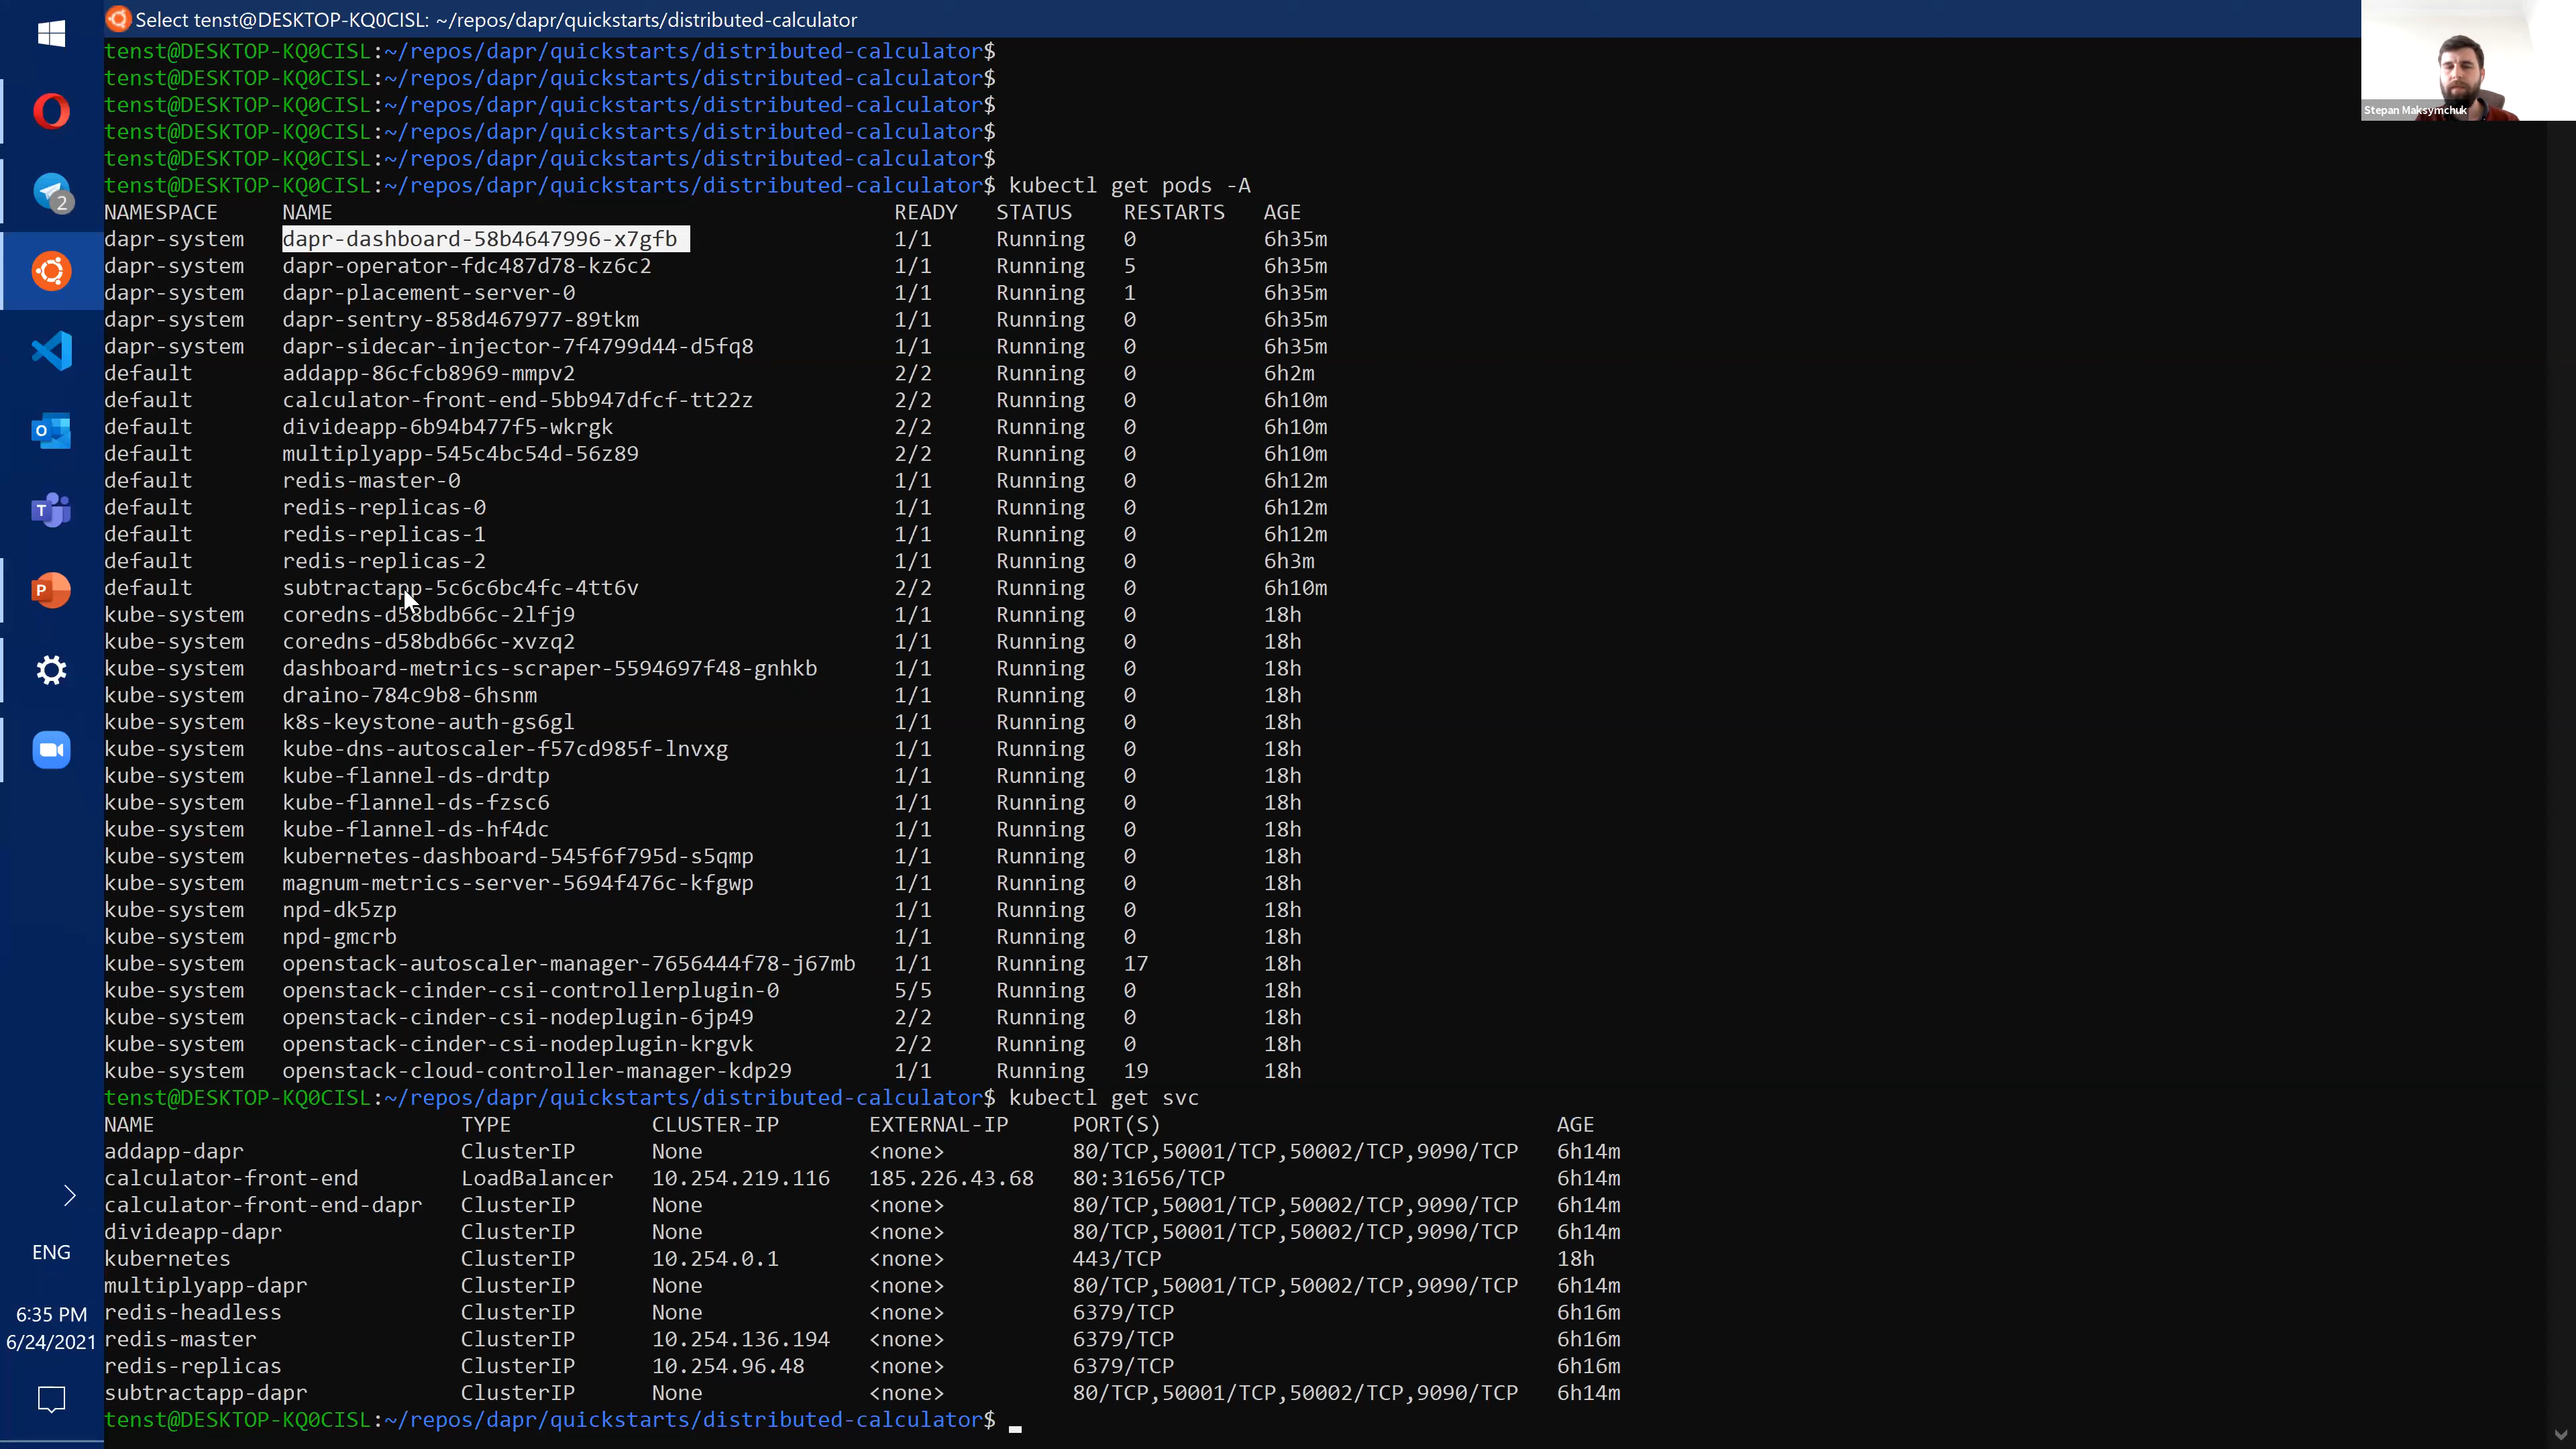 Select tenst@DESKTOP-KQ0CISL: ~/repos/dapr/quickstarts/distributed-calculator
tenst@DESKTOP-KQ0CISL:~/repos/dapr/quickstarts/distributed-calculator$
tenst@DESKTOP-KQ0CISL:~/repos/dapr/quickstarts/distributed-calculator$
tenst@DESKTOP-KQ0CISL:~/repos/dapr/quickstarts/distributed-calculator$
tenst@DESKTOP-KQ0CISL:~/repos/dapr/quickstarts/distributed-calculator$
tenst@DESKTOP-KQ0CISL:~/repos/dapr/quickstarts/distributed-calculator$
tenst@DESKTOP-KQ0CISL:~/repos/dapr/quickstarts/distributed-calculator$ kubectl get pods -A
NAMESPACE NAME READY STATUS RESTARTS AGE
dapr-system dapr-dashboard-58b4647996-x7gfb 1/1 Running 0 6h35m
dapr-system dapr-operator-fdc487d78-kz6c2 1/1 Running 5 6h35m
dapr-system dapr-placement-server-0 1/1 Running 1 6h35m
dapr-system dapr-sentry-858d467977-89tkm 1/1 Running 0 6h35m
dapr-system dapr-sidecar-injector-7f4799d44-d5fq8 1/1 Running 0 6h35m
default addapp-86cfcb8969-mmpv2 2/2 Running 0 6h2m
default calculator-front-end-5bb947dfcf-tt22z 2/2 Running 0 6h10m
default divideapp-6b94b477f5-wkrgk 2/2 Running 0 6h10m
default multiplyapp-545c4bc54d-56z89 2/2 Running 0 6h10m
default redis-master-0 1/1 Running 0 6h12m
default redis-replicas-0 1/1 Running 0 6h12m
default redis-replicas-1 1/1 Running 0 6h12m
default redis-replicas-2 1/1 Running 0 6h3m
default subtractapp-5c6c6bc4fc-4tt6v 2/2 Running 0 6h10m
kube-system coredns-d58bdb66c-2lfj9 1/1 Running 0 18h
kube-system coredns-d58bdb66c-xvzq2 1/1 Running 0 18h
kube-system dashboard-metrics-scraper-5594697f48-gnhkb 1/1 Running 0 18h
kube-system draino-784c9b8-6hsnm 1/1 Running 0 18h
kube-system k8s-keystone-auth-gs6gl 1/1 Running 0 18h
kube-system kube-dns-autoscaler-f57cd985f-lnvxg 1/1 Running 0 18h
kube-system kube-flannel-ds-drdtp 1/1 Running 0 18h
kube-system kube-flannel-ds-fzsc6 1/1 Running 0 18h
kube-system kube-flannel-ds-hf4dc 1/1 Running 0 18h
kube-system kubernetes-dashboard-545f6f795d-s5qmp 1/1 Running 0 18h
kube-system magnum-metrics-server-5694f476c-kfgwp 1/1 Running 0 18h
kube-system npd-dk5zp 1/1 Running 0 18h
kube-system npd-gmcrb 1/1 Running 0 18h
kube-system openstack-autoscaler-manager-7656444f78-j67mb 1/1 Running 17 18h
kube-system openstack-cinder-csi-controllerplugin-0 5/5 Running 0 18h
kube-system openstack-cinder-csi-nodeplugin-6jp49 2/2 Running 0 18h
kube-system openstack-cinder-csi-nodeplugin-krgvk 2/2 Running 0 18h
kube-system openstack-cloud-controller-manager-kdp29 1/1 Running 19 18h
tenst@DESKTOP-KQ0CISL:~/repos/dapr/quickstarts/distributed-calculator$ kubectl get svc
NAME TYPE CLUSTER-IP EXTERNAL-IP PORT(S) AGE
addapp-dapr ClusterIP None <none> 80/TCP,50001/TCP,50002/TCP,9090/TCP 6h14m
calculator-front-end LoadBalancer 10.254.219.116 185.226.43.68 80:31656/TCP 6h14m
calculator-front-end-dapr ClusterIP None <none> 80/TCP,50001/TCP,50002/TCP,9090/TCP 6h14m
divideapp-dapr ClusterIP None <none> 80/TCP,50001/TCP,50002/TCP,9090/TCP 6h14m
kubernetes ClusterIP 10.254.0.1 <none> 443/TCP 18h
multiplyapp-dapr ClusterIP None <none> 80/TCP,50001/TCP,50002/TCP,9090/TCP 6h14m
redis-headless ClusterIP None <none> 6379/TCP 6h16m
redis-master ClusterIP 10.254.136.194 <none> 6379/TCP 6h16m
redis-replicas ClusterIP 10.254.96.48 <none> 6379/TCP 6h16m
subtractapp-dapr ClusterIP None <none> 80/TCP,50001/TCP,50002/TCP,9090/TCP 6h14m
tenst@DESKTOP-KQ0CISL:~/repos/dapr/quickstarts/distributed-calculator$
Stepan Maksymchuk
2
O
T
P
ENG
6:35 PM
6/24/2021